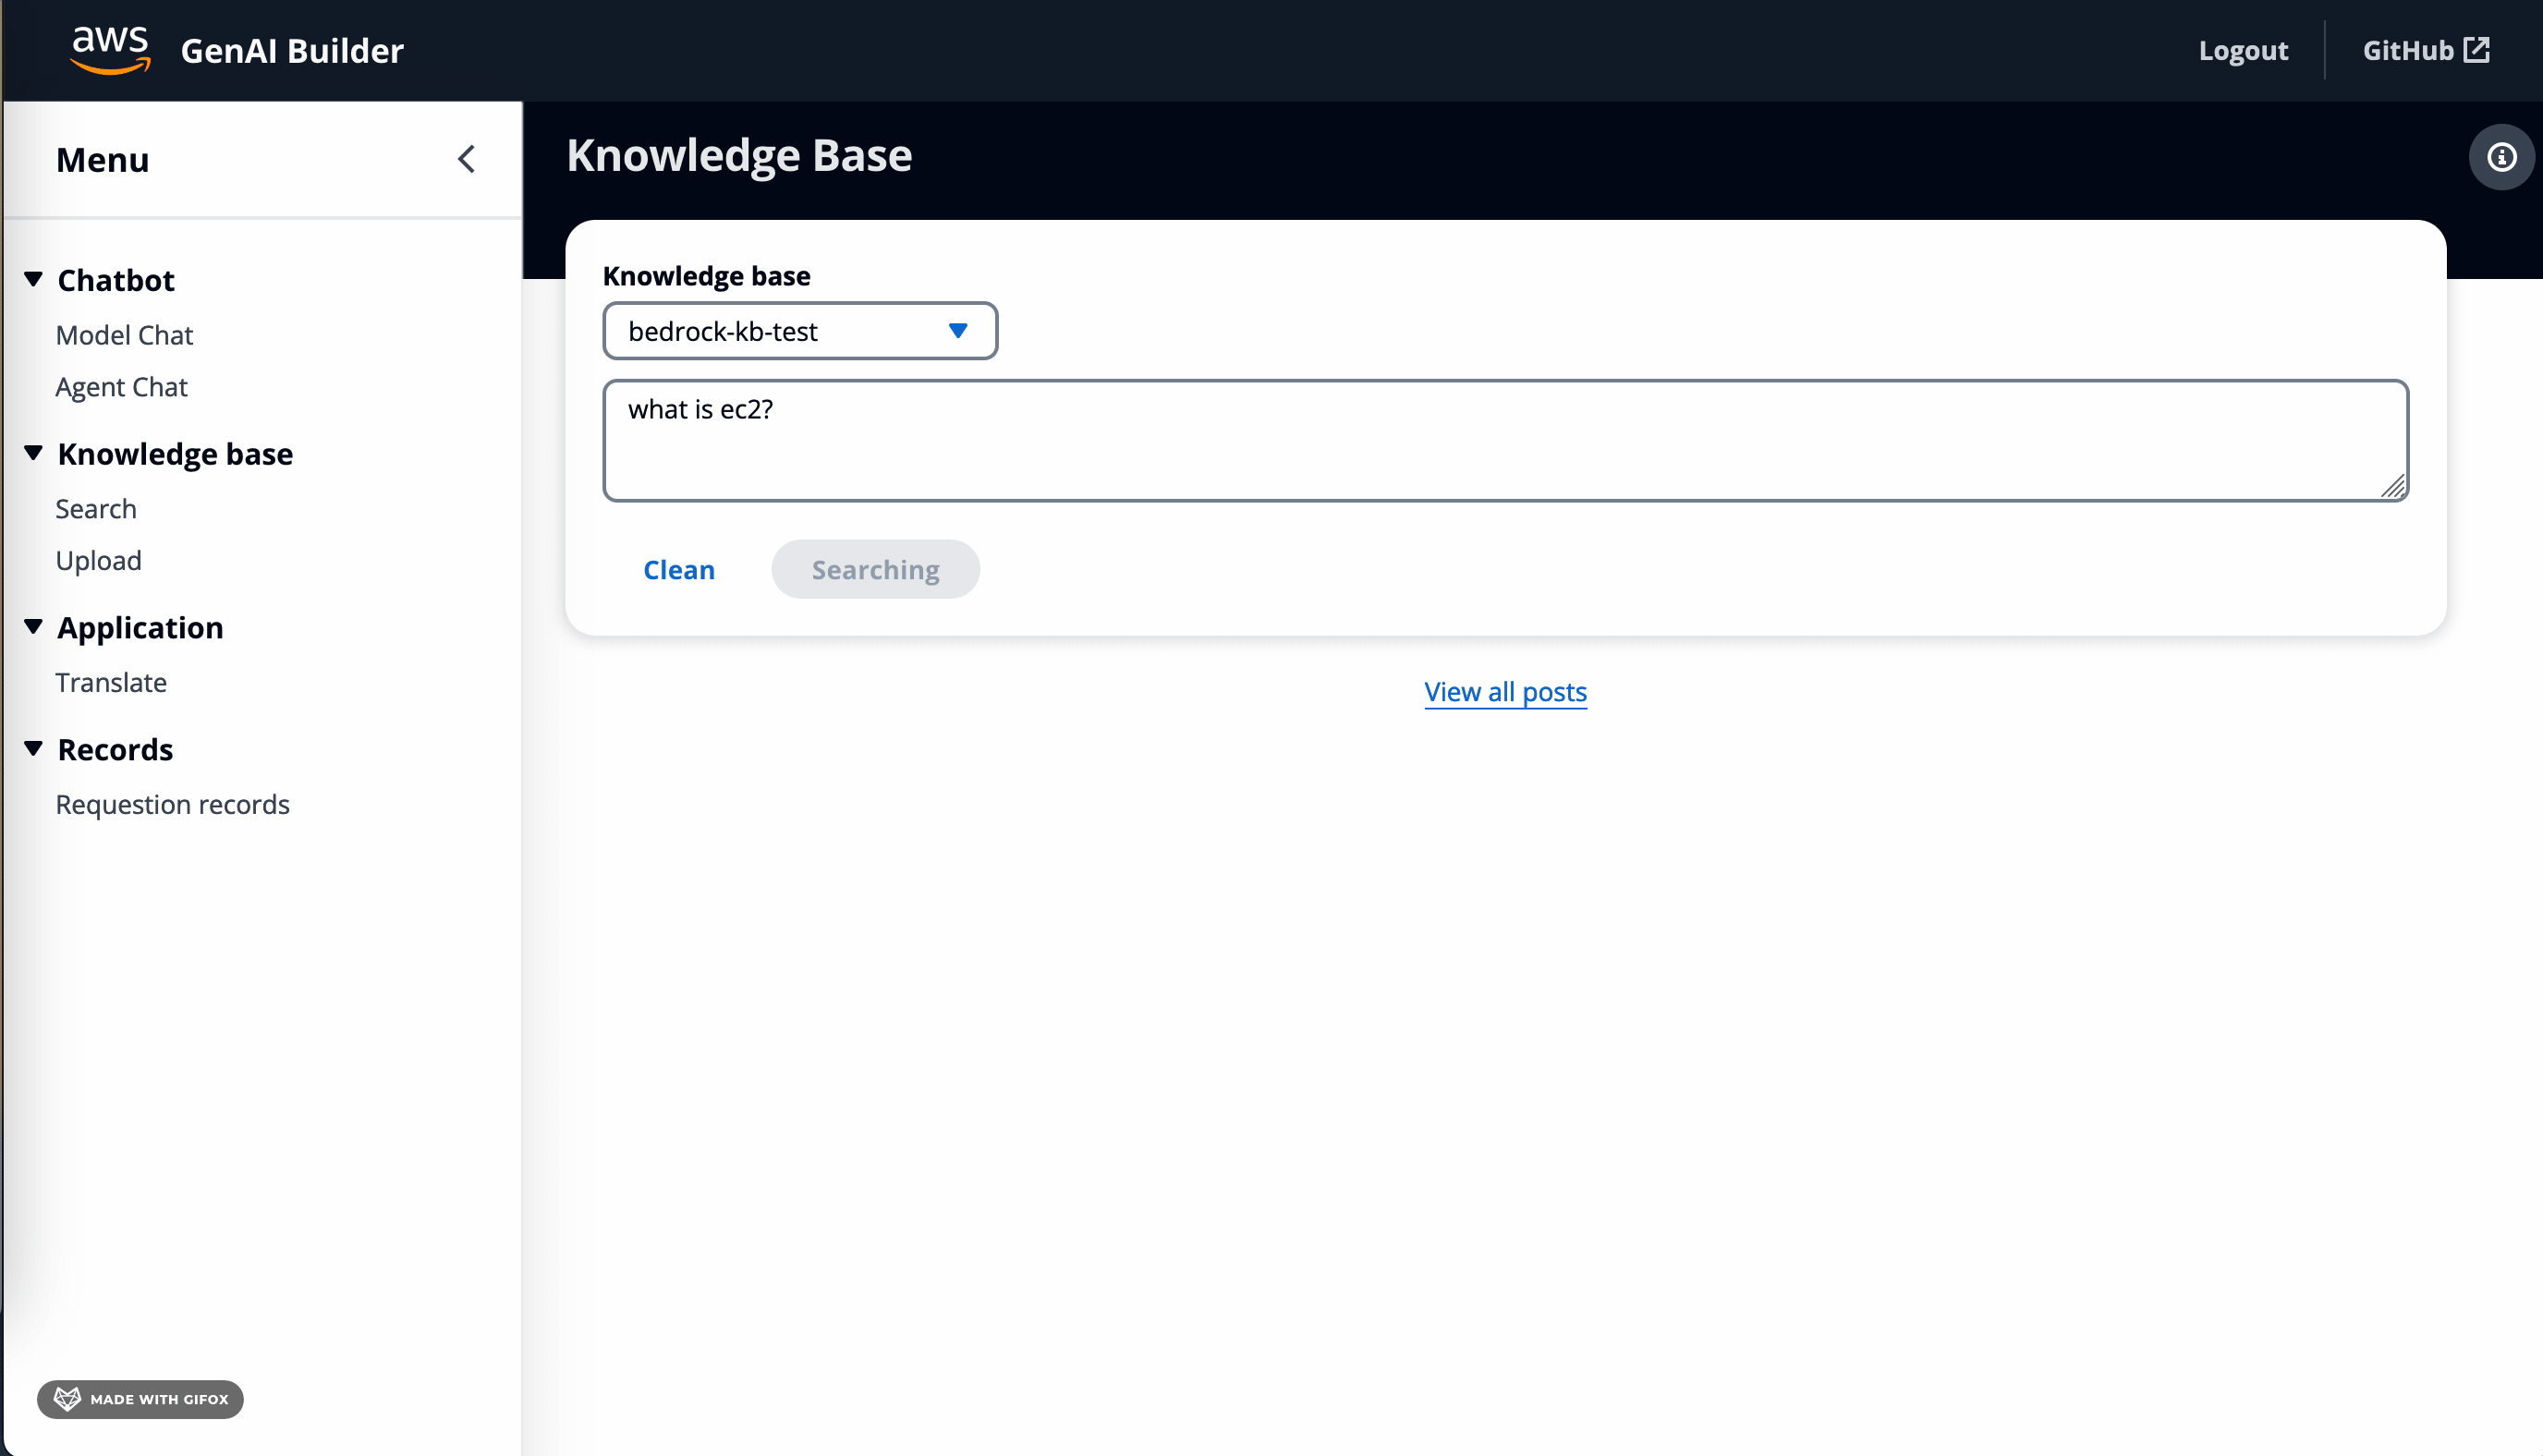 aws
GenAI Builder
Logout
GitHub
Menu
Chatbot
Model Chat
Agent Chat
Knowledge base
Search
Upload
Application
Translate
Records
Requestion records
MADE WITH GIFOX
Knowledge Base
Knowledge base
bedrock-kb-test
what is ec2?
Clean
Searching
View all posts